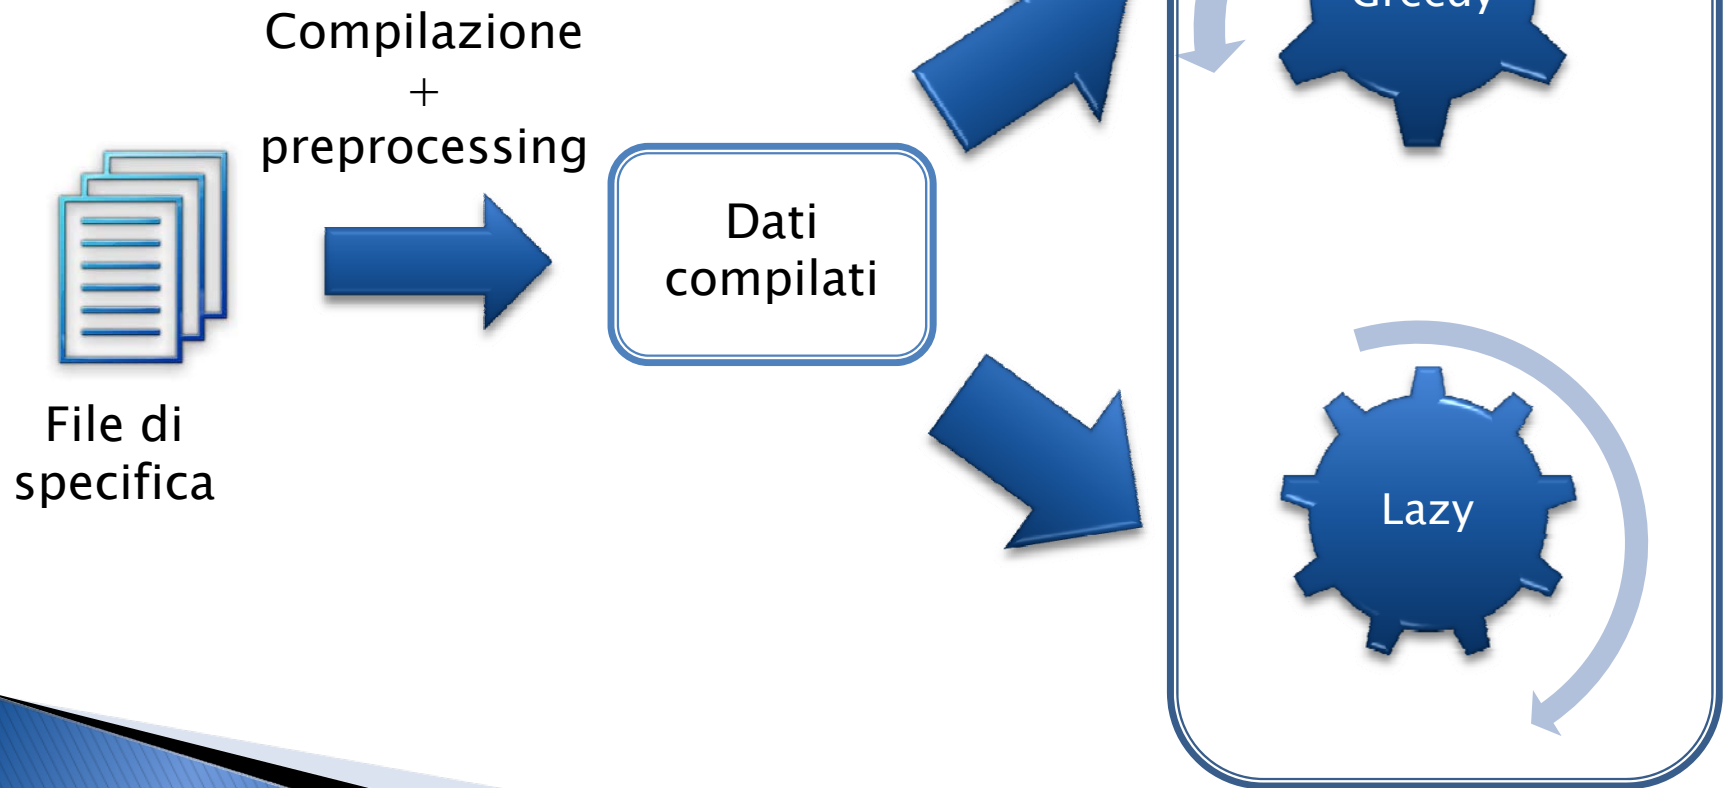 Compilazione
+
preprocessing
File di
specifica
Dati
compilati
Lazy